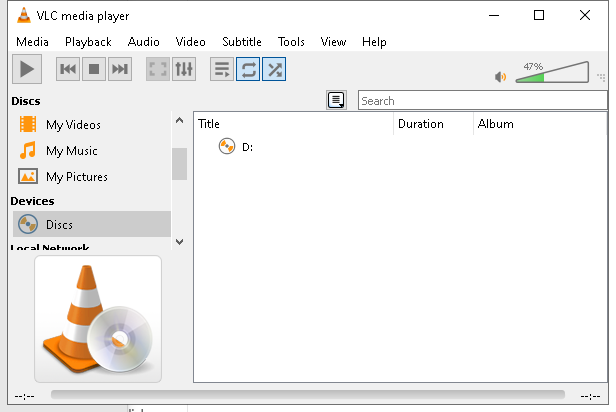 VLC media player
Media Playback Audio Video Subtitle Tools View Help
47%
Discs
Search
My Videos
Title Duration Album
D:
My Music
My Pictures
Devices
Discs
Local Network
--:--
--:--